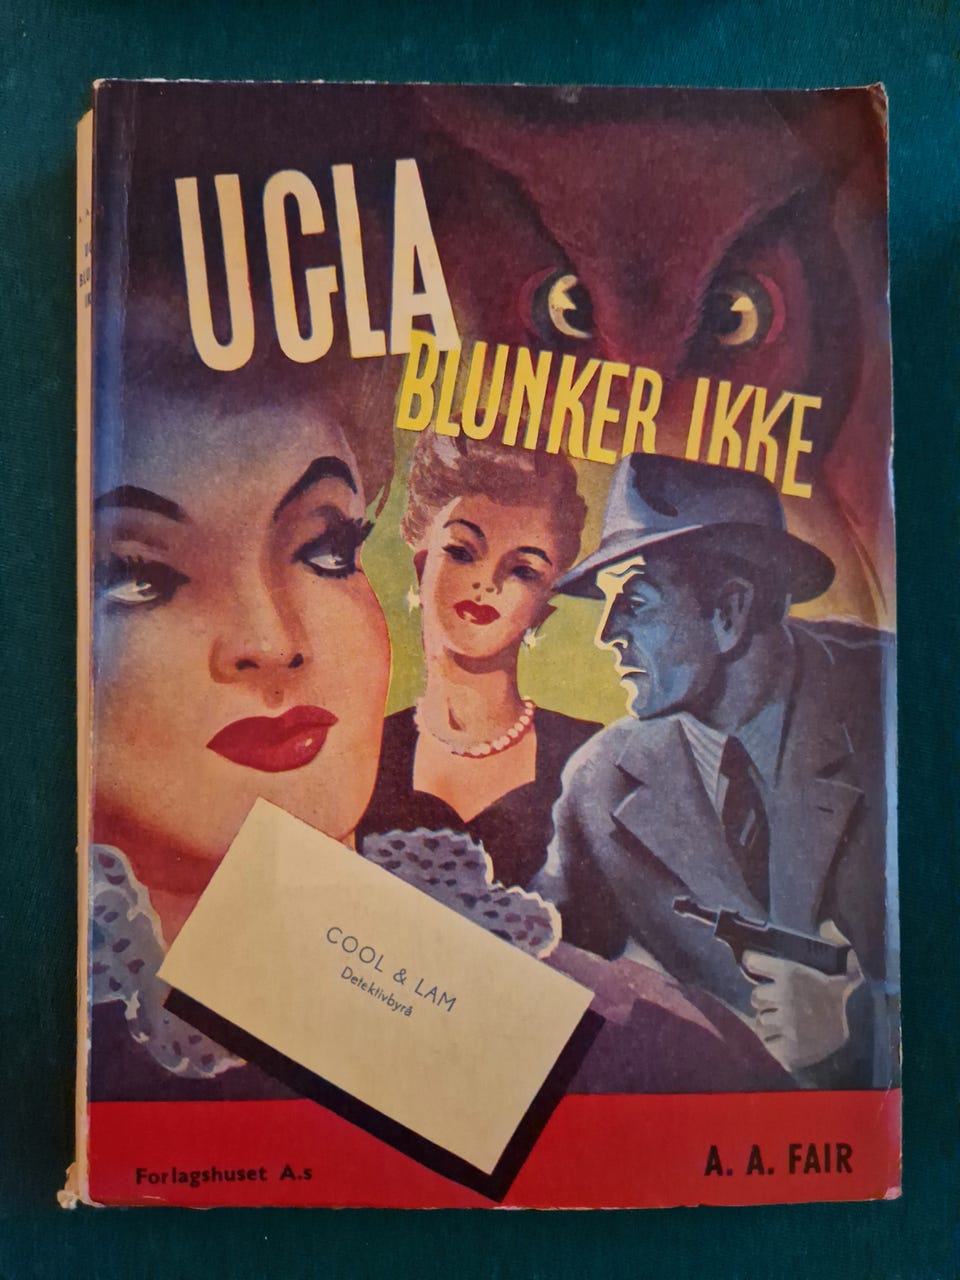 UGLA
BLUNKER IKKE
COOL & LAM
Detektivbyrå
Forlagshuset A.s
A. A. FAIR